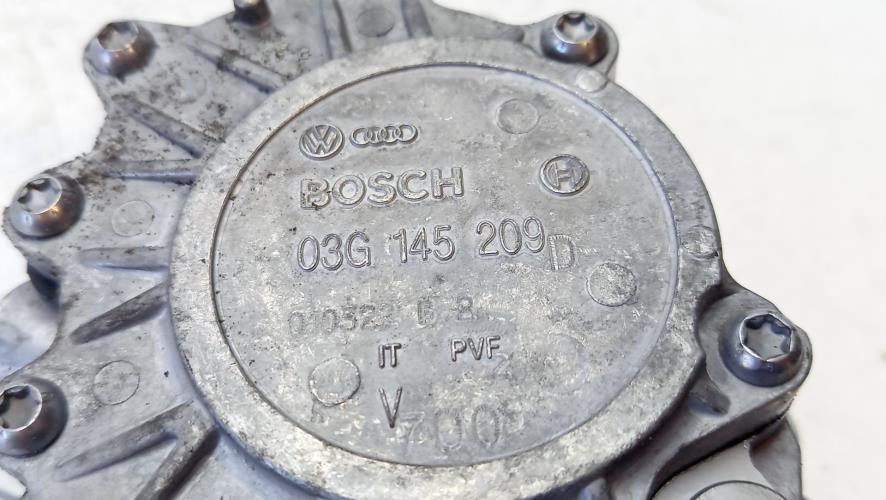 BOSCH
03G 145 209 D
IT PVF
V